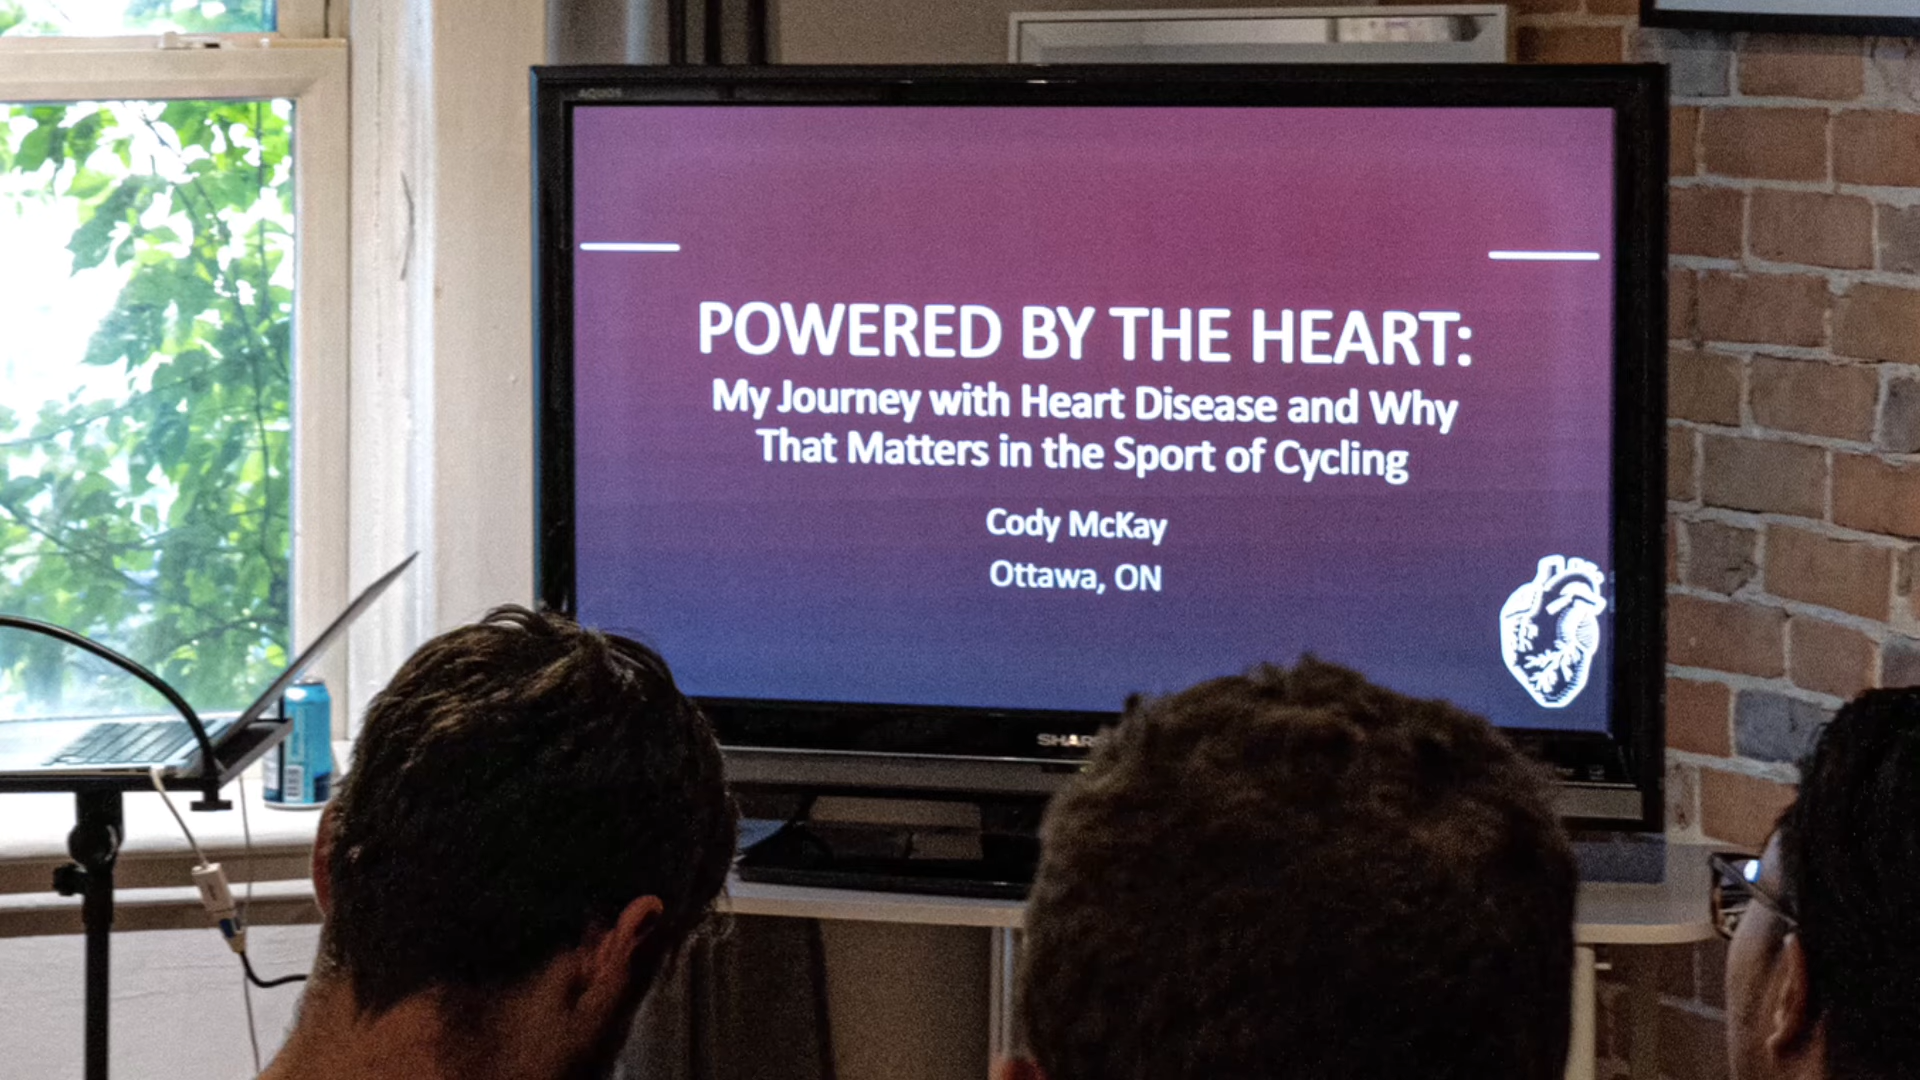 AQUOS
POWERED BY THE HEART:
My Journey with Heart Disease and Why
That Matters in the Sport of Cycling
Cody McKay
Ottawa, ON